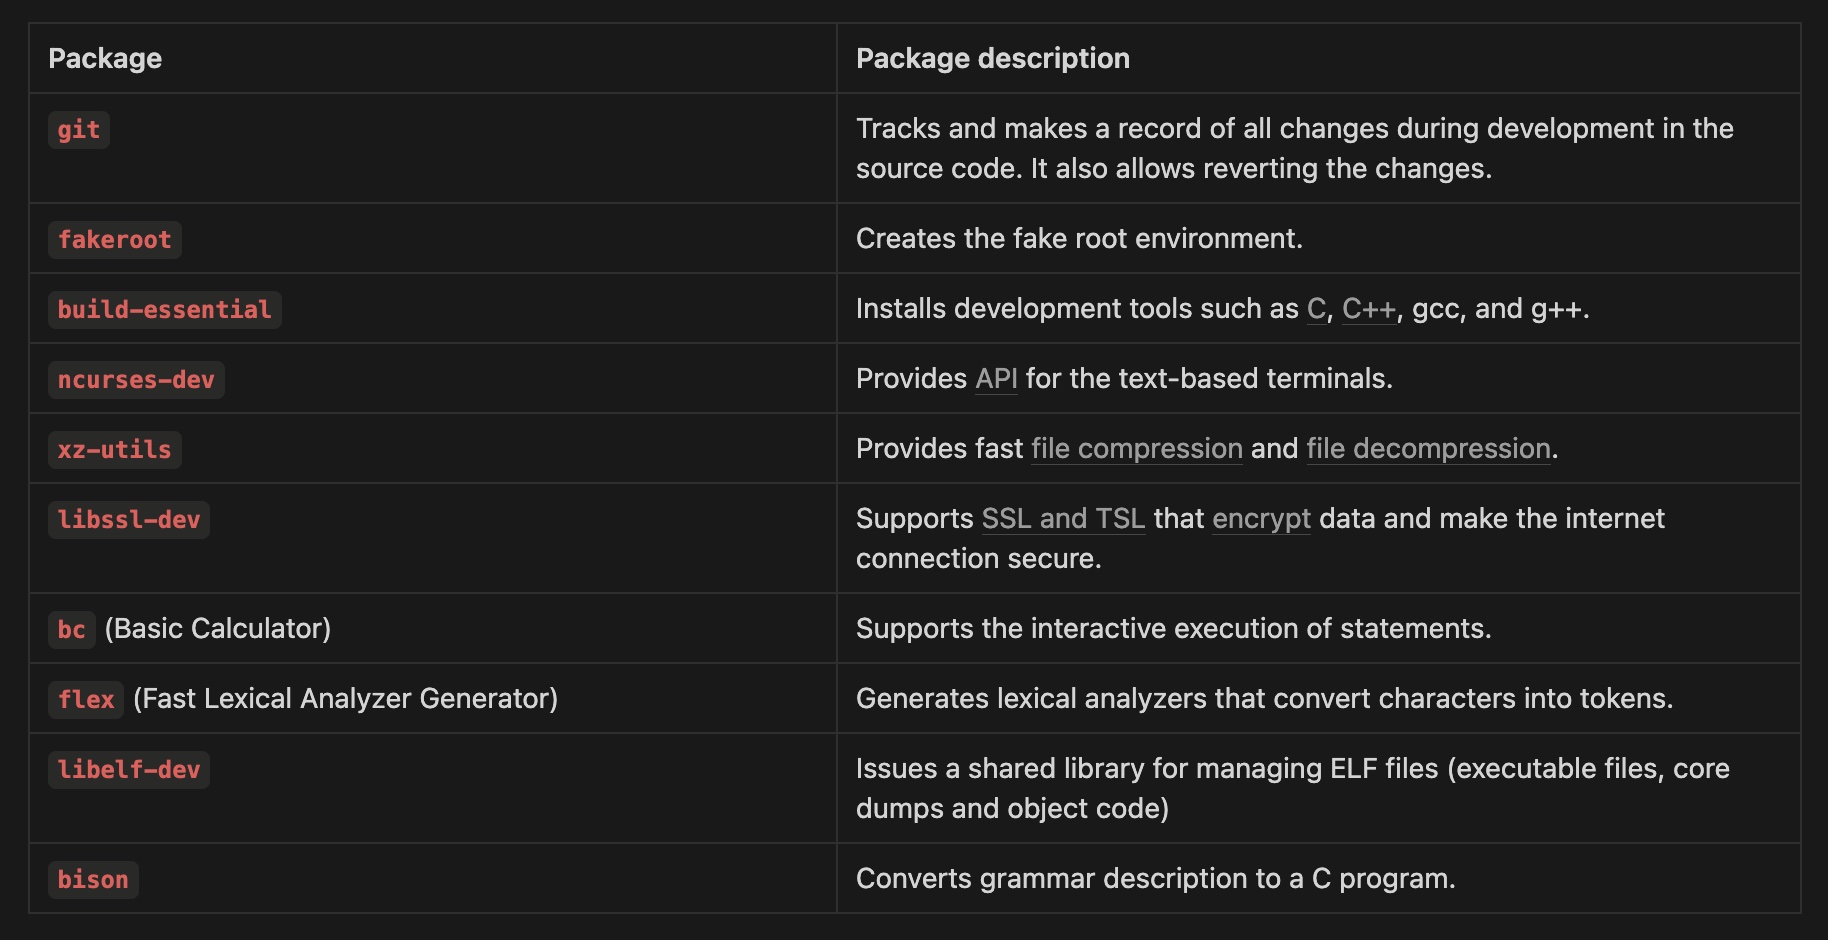 Package
Package description
git
Tracks and makes a record of all changes during development in the
source code. It also allows reverting the changes.
fakeroot
Creates the fake root environment.
build-essential
Installs development tools such as C, C++, gcc, and g++.
ncurses-dev
Provides API for the text-based terminals.
xz-utils
Provides fast file compression and file decompression.
libssl-dev
Supports SSL and TSL that encrypt data and make the internet
connection secure.
bc (Basic Calculator)
Supports the interactive execution of statements.
flex (Fast Lexical Analyzer Generator)
Generates lexical analyzers that convert characters into tokens.
libelf-dev
Issues a shared library for managing ELF files (executable files, core
dumps and object code)
bison
Converts grammar description to a C program.